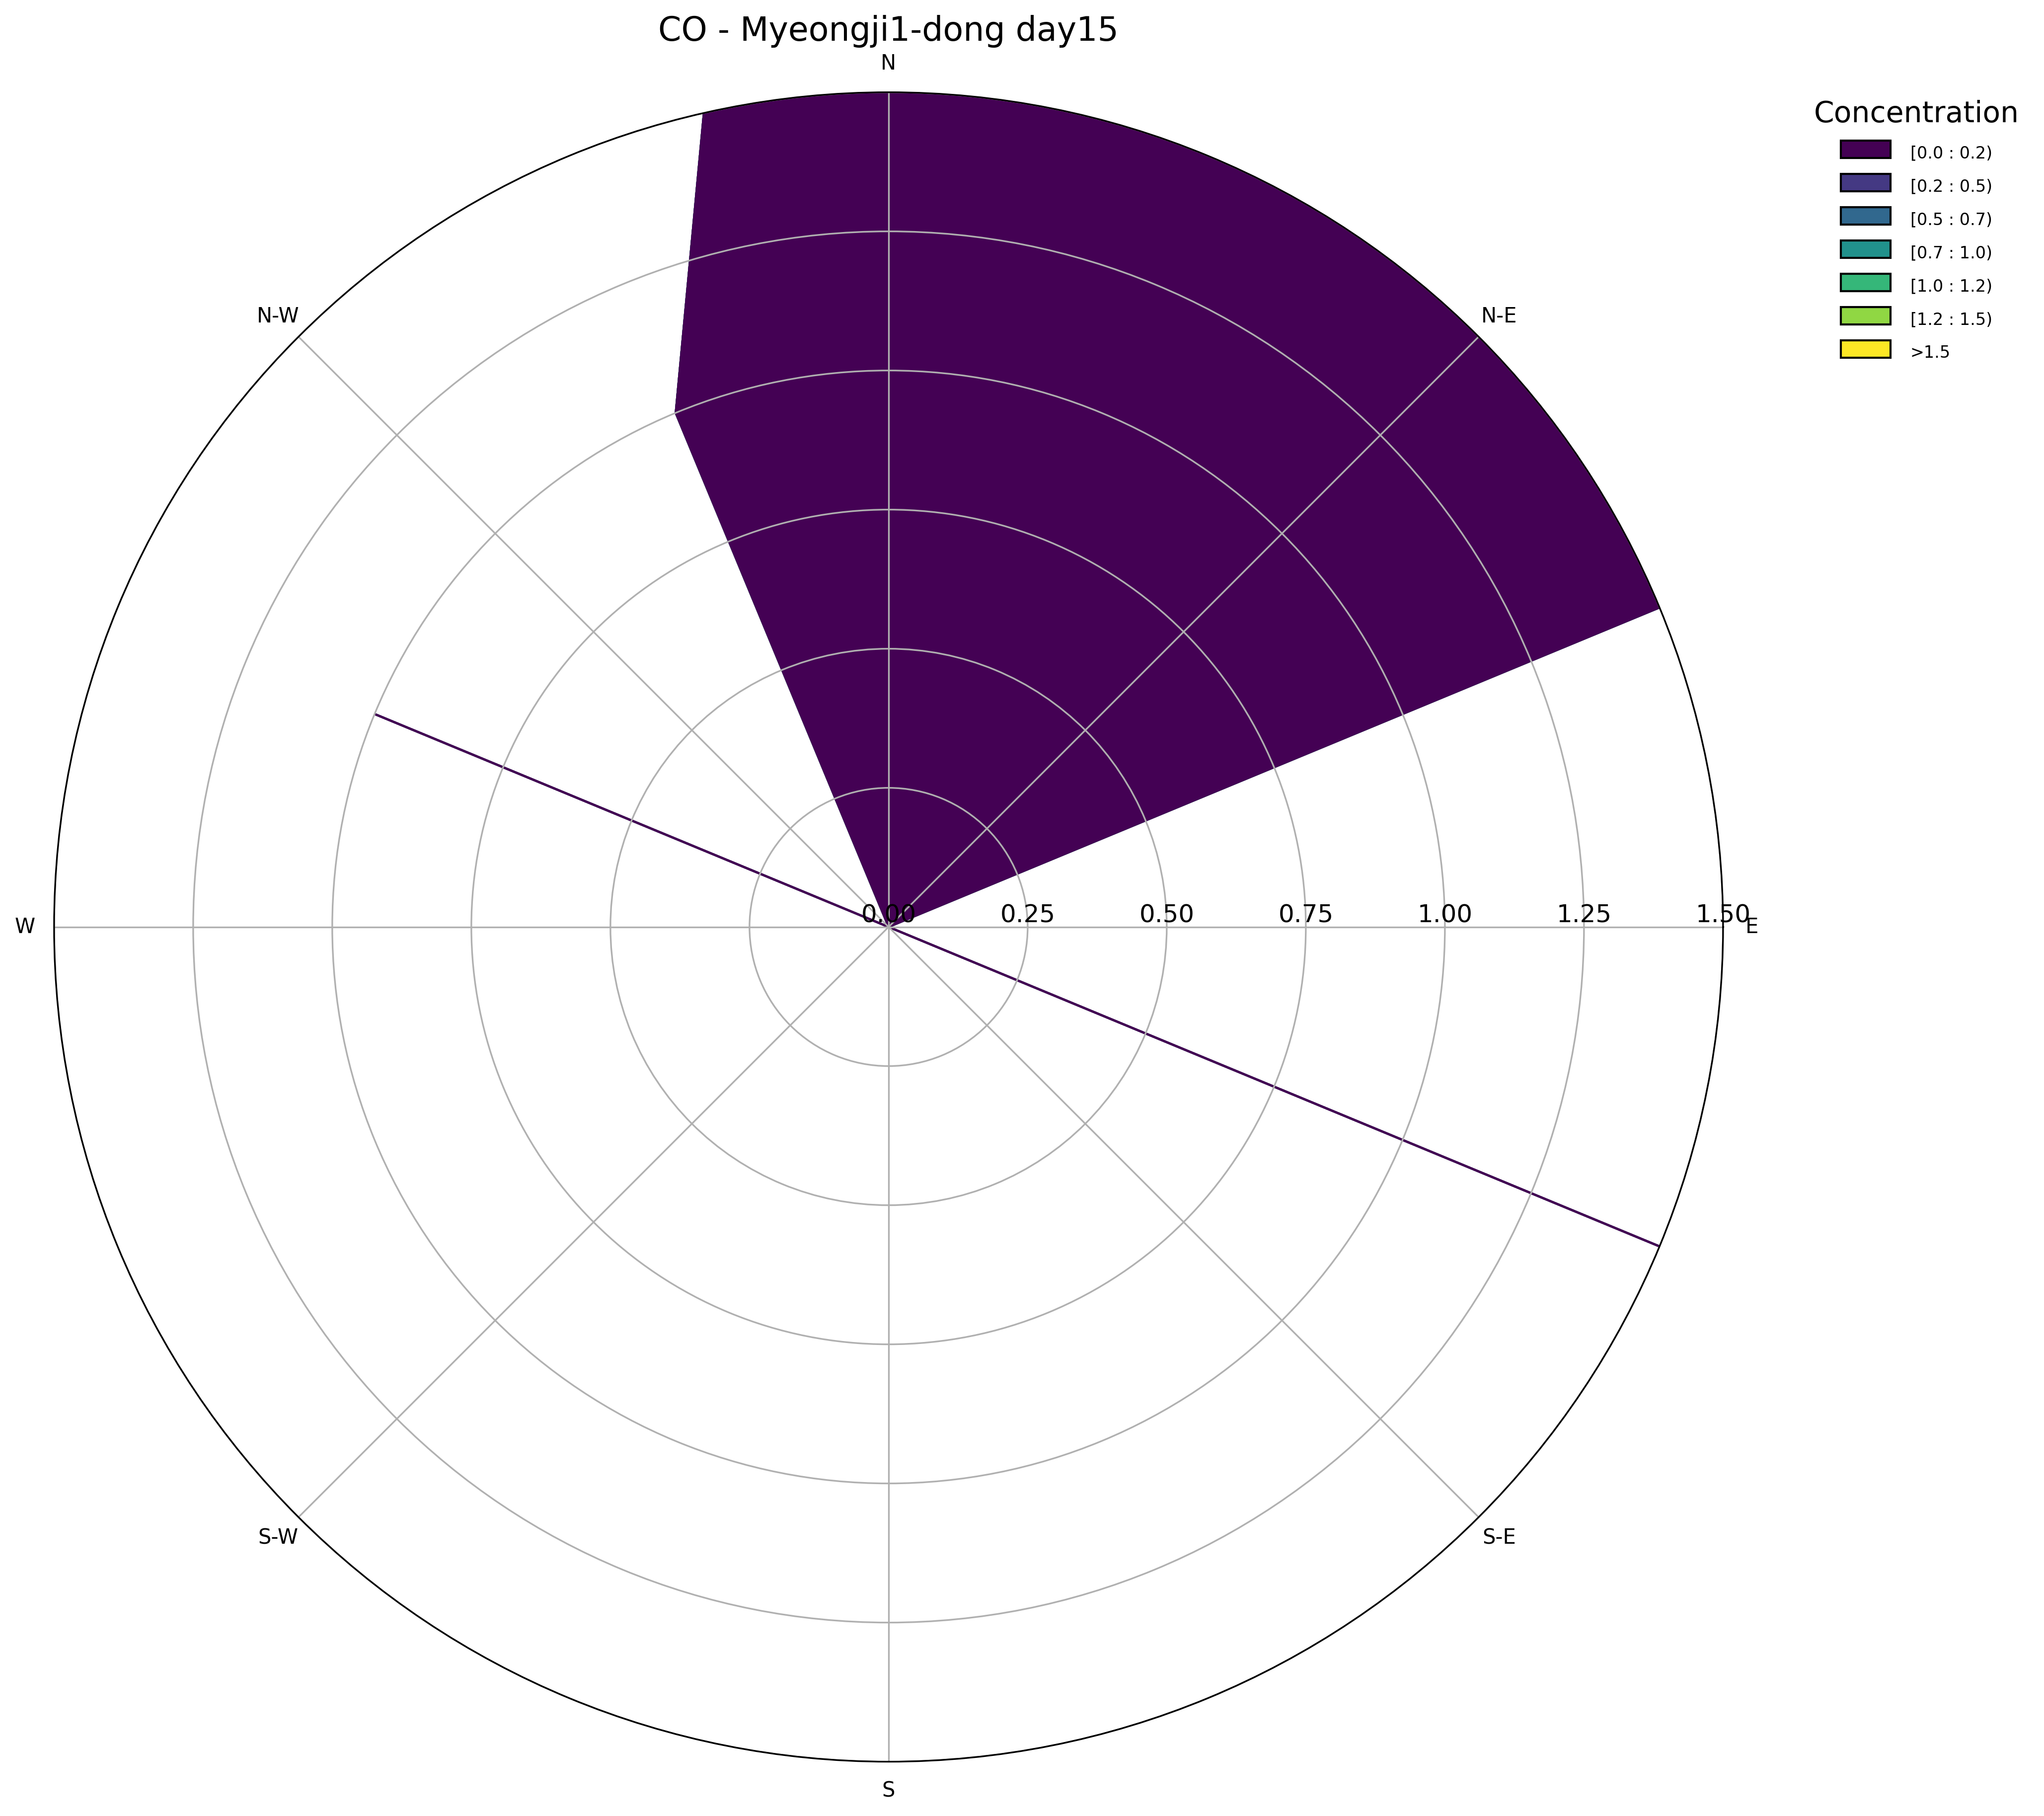 CO - Myeongji1-dong day15
N
Concentration
[0.0 : 0.2)
[0.2 : 0.5)
[0.5 : 0.7)
[0.7 : 1.0)
[1.0 : 1.2)
[1.2 : 1.5)
>1.5
N-W
N-E
W
0.00
0.25
0.50
0.75
1.00
1.25
1.50
E
S-W
S-E
S